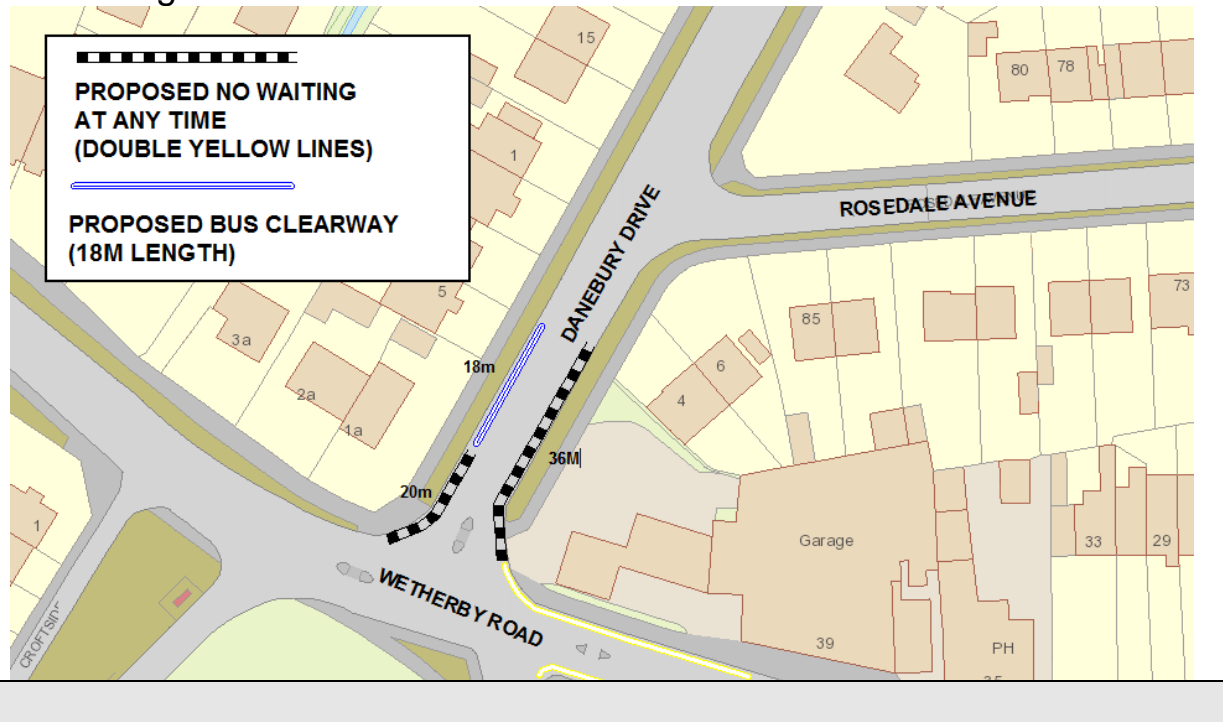 PROPOSED NO WAITING
AT ANY TIME
(DOUBLE YELLOW LINES)
PROPOSED BUS CLEARWAY
(18M LENGTH)
15
80
78
1
ROSEDALE AVENUE
DANEBURY DRIVE
5
3a
85
73
18m
6
2a
4
1a
36M
20m
1
Garage
33
29
WETHERBY ROAD
CROFTSIDE
39
PH